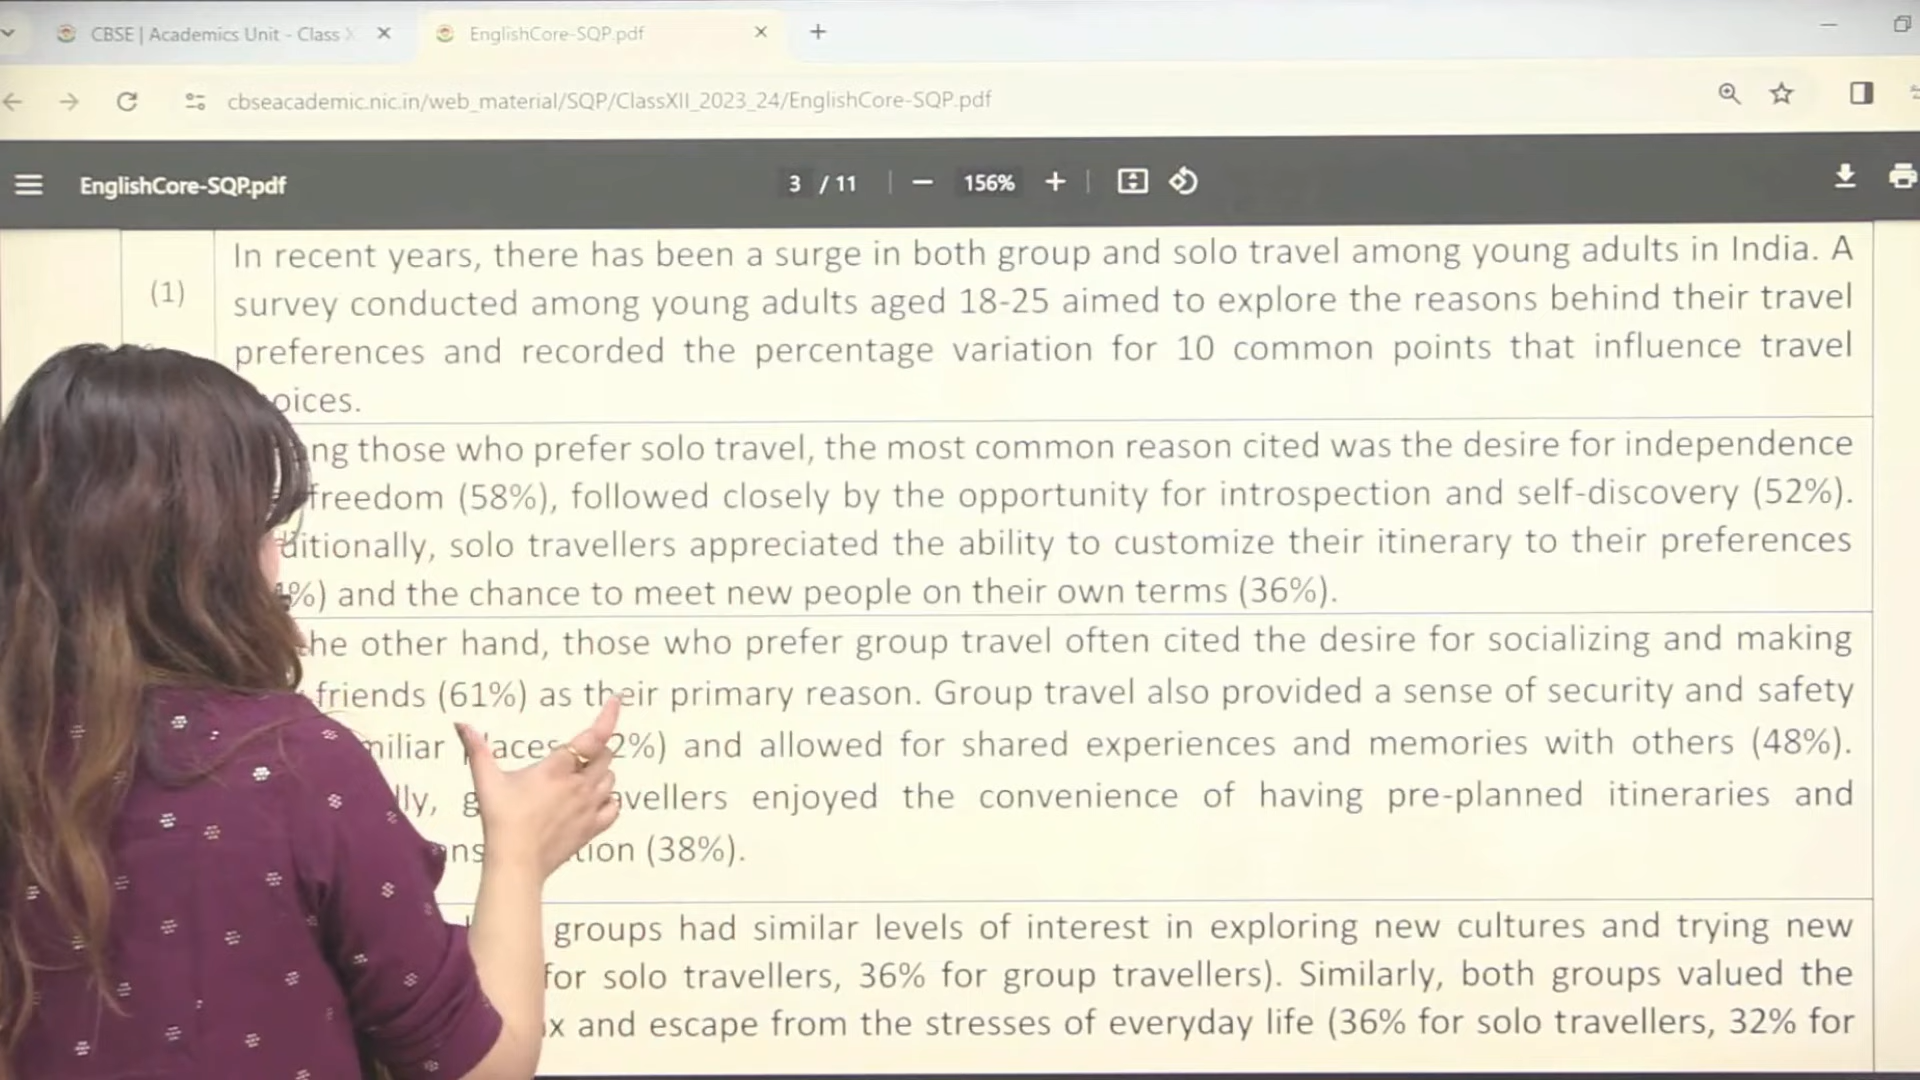 CBSE | Academics Unit - Class
EnglishCore-SQP.pdf
cbseacademic.nic.in/web_material/SQP/ClassXII_2023_24/EnglishCore-SQP.pdf
EnglishCore-SQP.pdf
3 / 11
156%
(1)
In recent years, there has been a surge in both group and solo travel among young adults in India. A
survey conducted among young adults aged 18-25 aimed to explore the reasons behind their travel
preferences and recorded the percentage variation for 10 common points that influence travel
oices.
ng those who prefer solo travel, the most common reason cited was the desire for independence
freedom (58%), followed closely by the opportunity for introspection and self-discovery (52%).
ditionally, solo travellers appreciated the ability to customize their itinerary to their preferences
%) and the chance to meet new people on their own terms (36%).
he other hand, those who prefer group travel often cited the desire for socializing and making
friends (61%) as their primary reason. Group travel also provided a sense of security and safety
miliar aces 2%) and allowed for shared experiences and memories with others (48%).
lly, g avellers enjoyed the convenience of having pre-planned itineraries and
ns tion (38%).
groups had similar levels of interest in exploring new cultures and trying new
for solo travellers, 36% for group travellers). Similarly, both groups valued the
x and escape from the stresses of everyday life (36% for solo travellers, 32% for